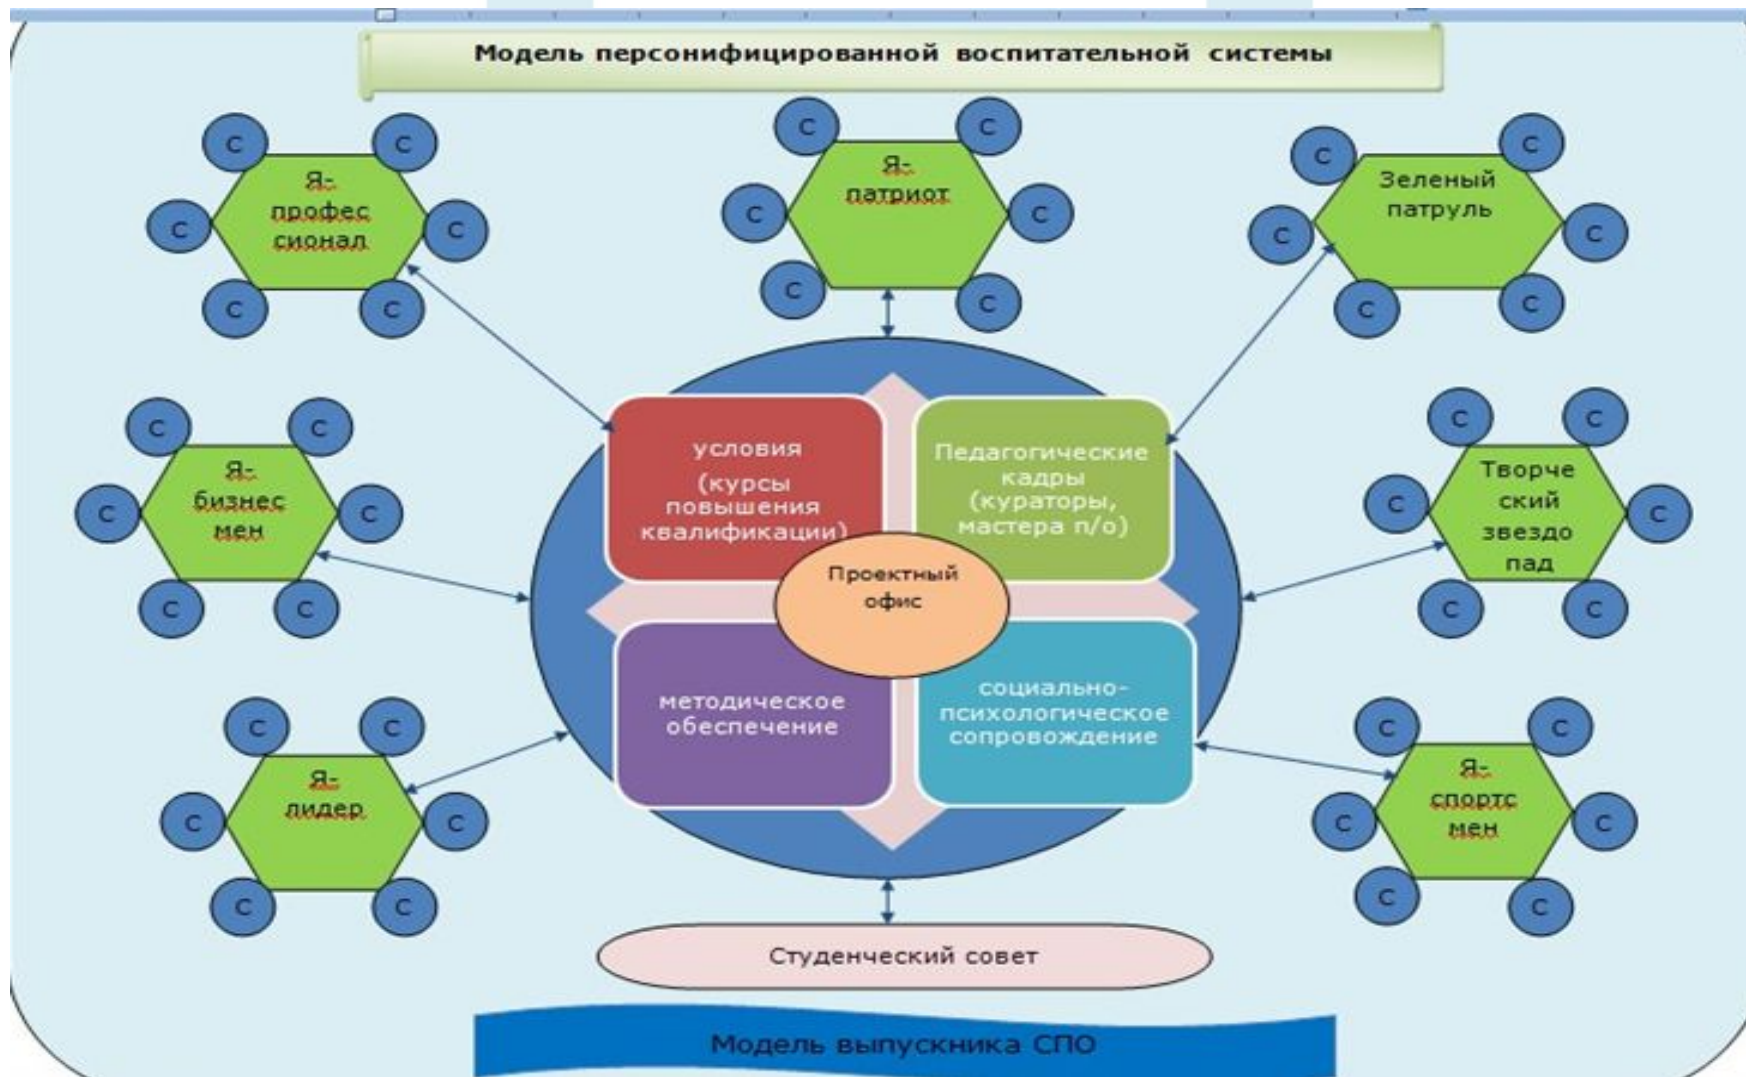 Модель персонифицированной воспитательной системы
С
С
Я-
профес
сионал
С
С
С
С
С
С
Я-
патриот
С
С
С
С
С
С
Зеленый
патруль
С
С
С
С
С
С
Я-
бизнес
мен
С
С
С
С
условия
(курсы
повышения
квалификации)
Педагогические
кадры
(кураторы,
мастера п/о)
Проектный
офис
методическое
обеспечение
социально-
психологическое
сопровождение
С
С
Творче
ский
звездо
пад
С
С
С
С
С
С
Я-
лидер
С
С
С
С
С
С
Я-
спортс
мен
С
С
С
С
Студенческий совет
Модель выпускника СПО